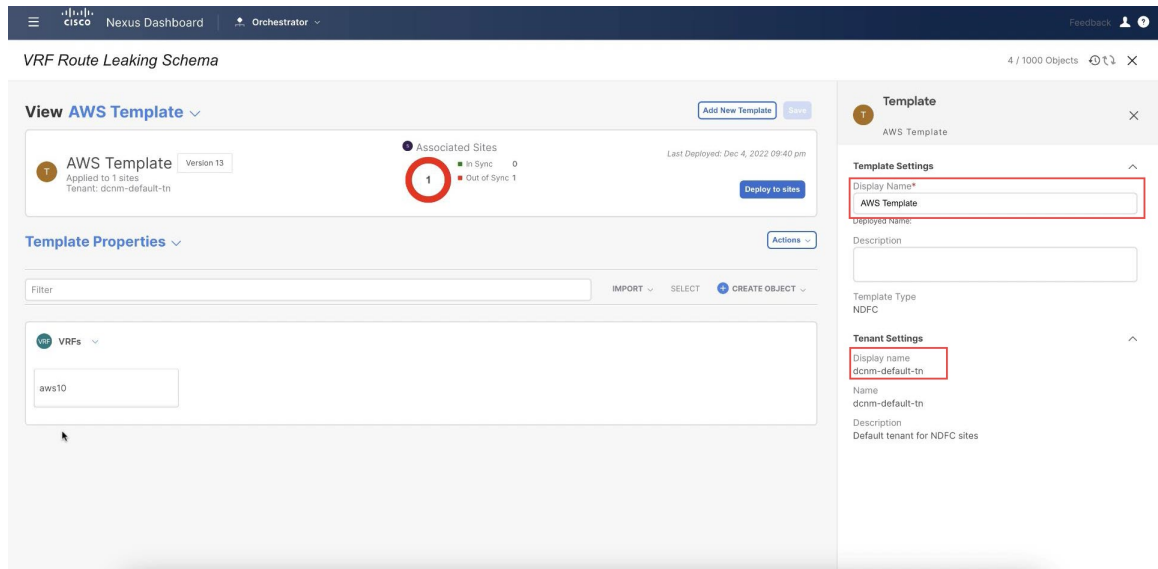 cisco Nexus Dashboard Orchestrator Feedback
VRF Route Leaking Schema
4 / 1000 Objects
View AWS Template
Add New Template
Save
T
AWS Template
Version 13
Applied to 1 sites
Tenant: dcnm-default-tn
Associated Sites
1
In Sync 0
Out of Sync 1
Last Deployed: Dec 4, 2022 09:40 pm
Deploy to sites
Template Properties
Actions
Filter
IMPORT SELECT CREATE OBJECT
VRF VRFs
aws10
T
Template
AWS Template
Template Settings
Display Name*
AWS Template
Deployed Name:
Description
Template Type
NDFC
Tenant Settings
Display name
dcnm-default-tn
Name
dcnm-default-tn
Description
Default tenant for NDFC sites